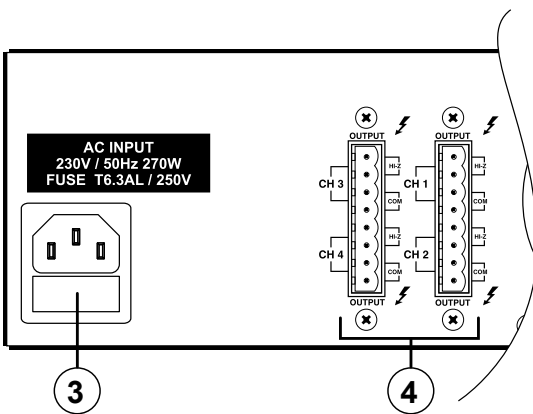 AC INPUT
230V / 50Hz 270W
FUSE T6.3AL / 250V
OUTPUT
OUTPUT
HI-Z
HI-Z
CH 3
CH 1
COM
COM
HI-Z
HI-Z
CH 4
CH 2
COM
COM
OUTPUT
OUTPUT
3
4